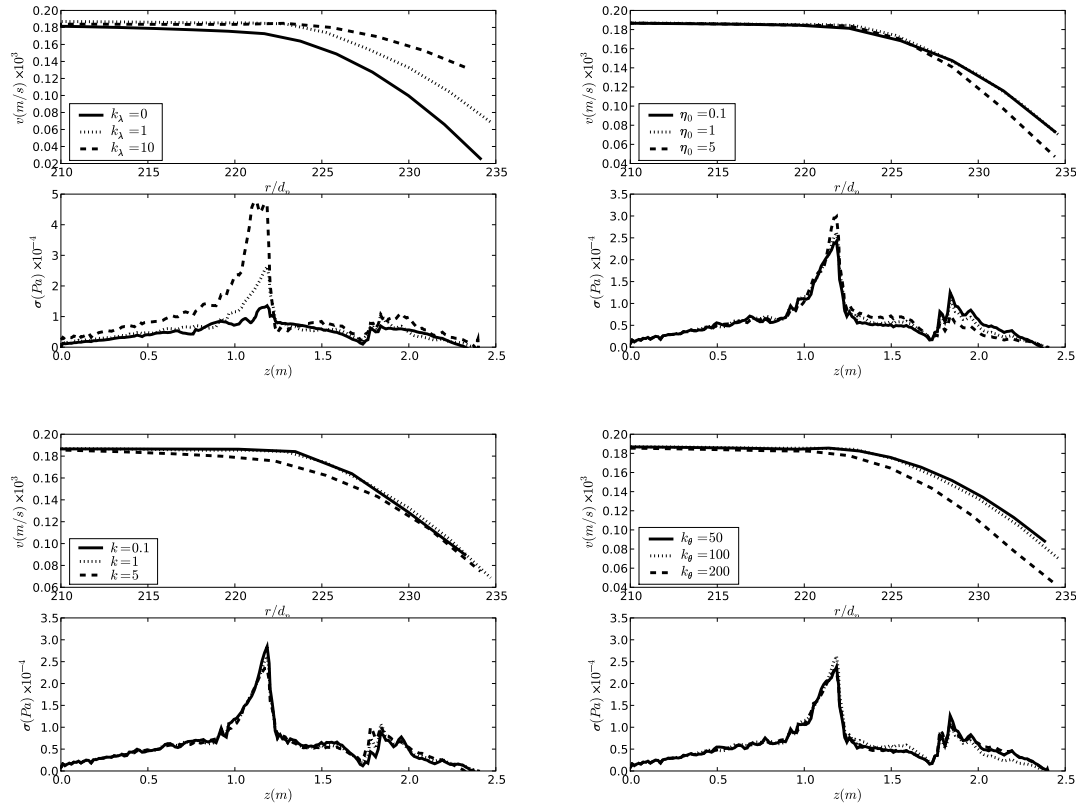 v(m/s) ×10³
0.20
0.18
0.16
0.14
0.12
0.10
0.08
0.06
0.04
0.02
k_λ =0
k_λ =1
k_λ =10
210 215 220 225 230 235
r/d_p
σ(Pa) ×10⁻⁴
5
4
3
2
1
0
0.0 0.5 1.0 1.5 2.0 2.5
z(m)
v(m/s) ×10³
0.20
0.18
0.16
0.14
0.12
0.10
0.08
0.06
0.04
η₀ =0.1
η₀ =1
η₀ =5
210 215 220 225 230 235
r/d_p
σ(Pa) ×10⁻⁴
3.5
3.0
2.5
2.0
1.5
1.0
0.5
0.0
0.0 0.5 1.0 1.5 2.0 2.5
z(m)
v(m/s) ×10³
0.20
0.18
0.16
0.14
0.12
0.10
0.08
0.06
k=0.1
k=1
k=5
210 215 220 225 230 235
r/d_p
σ(Pa) ×10⁻⁴
3.5
3.0
2.5
2.0
1.5
1.0
0.5
0.0
0.0 0.5 1.0 1.5 2.0 2.5
z(m)
v(m/s) ×10³
0.20
0.18
0.16
0.14
0.12
0.10
0.08
0.06
0.04
k_θ =50
k_θ =100
k_θ =200
210 215 220 225 230 235
r/d_p
σ(Pa) ×10⁻⁴
3.5
3.0
2.5
2.0
1.5
1.0
0.5
0.0
0.0 0.5 1.0 1.5 2.0 2.5
z(m)